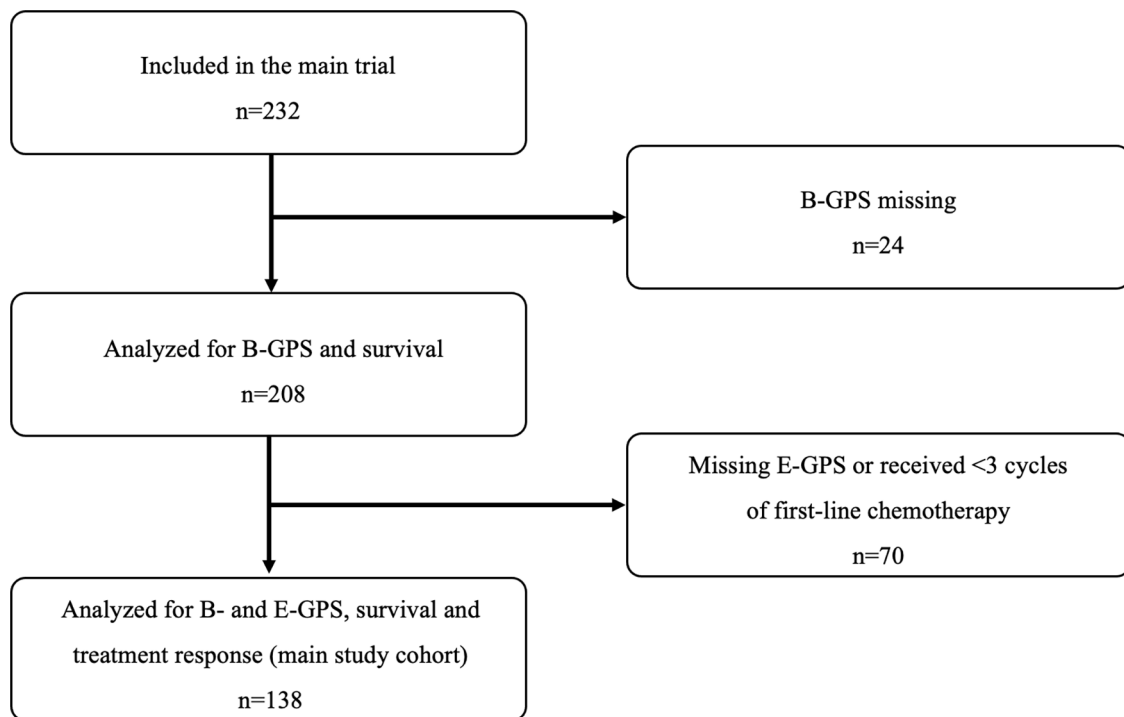 Included in the main trial
n=232
B-GPS missing
n=24
Analyzed for B-GPS and survival
n=208
Missing E-GPS or received <3 cycles
of first-line chemotherapy
n=70
Analyzed for B- and E-GPS, survival and
treatment response (main study cohort)
n=138